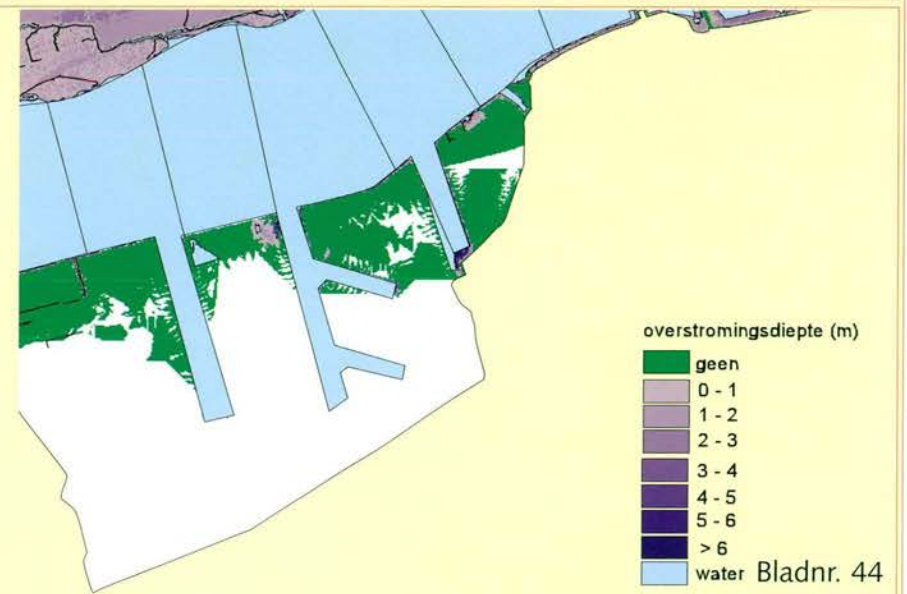 overstromingsdiepte (m)
geen
0 - 1
1 - 2
2 - 3
3 - 4
4 - 5
5 - 6
> 6
water Bladnr. 44